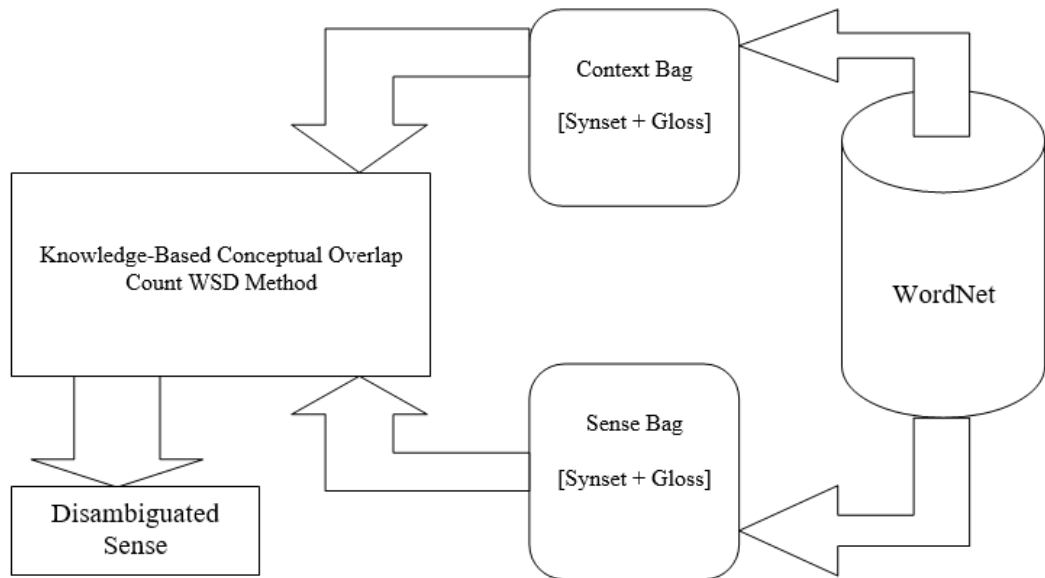 Context Bag
[Synset + Gloss]
Knowledge-Based Conceptual Overlap
Count WSD Method
WordNet
Sense Bag
[Synset + Gloss]
Disambiguated
Sense